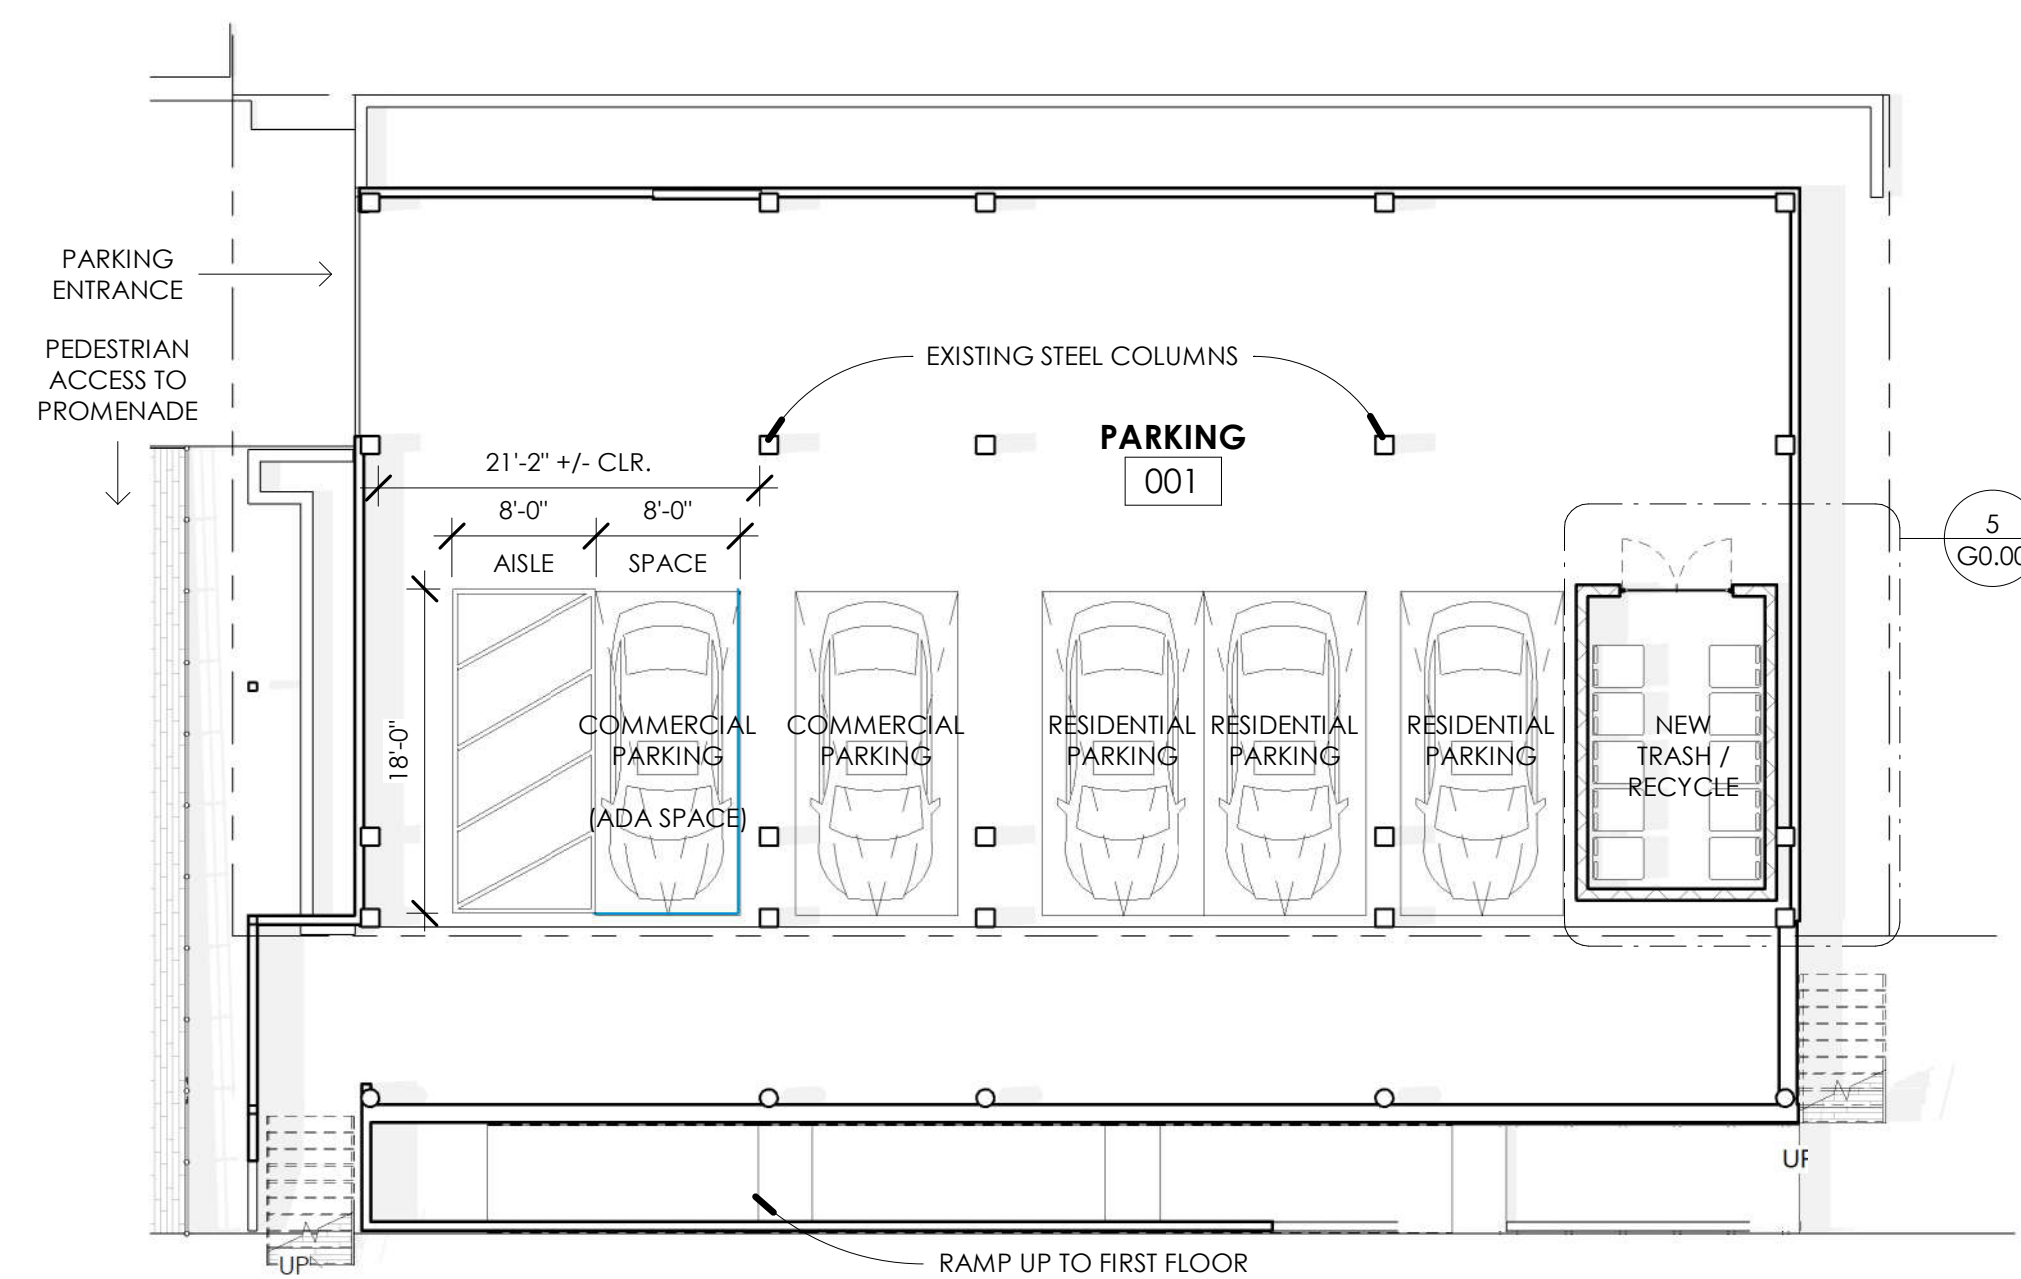 PARKING
ENTRANCE
PEDESTRIAN
ACCESS TO
PROMENADE
EXISTING STEEL COLUMNS
PARKING
001
21'-2" +/- CLR.
8'-0"
8'-0"
AISLE
SPACE
18'-0"
5
G0.00
COMMERCIAL
PARKING
(ADA SPACE)
COMMERCIAL
PARKING
RESIDENTIAL
PARKING
RESIDENTIAL
PARKING
RESIDENTIAL
PARKING
NEW
TRASH /
RECYCLE
UP
UP
RAMP UP TO FIRST FLOOR